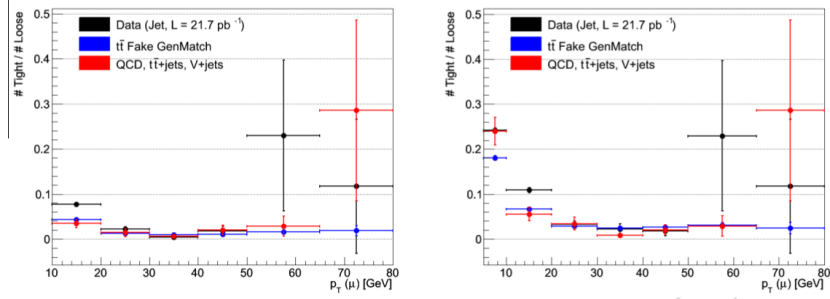 # Tight / # Loose
0.5
0.4
0.3
0.2
0.1
0
Data (Jet, L = 21.7 pb⁻¹)
tt̄ Fake GenMatch
QCD, tt̄+jets, V+jets
10 20 30 40 50 60 70 80
p_T (μ) [GeV]
# Tight / # Loose
0.5
0.4
0.3
0.2
0.1
0
Data (Jet, L = 21.7 pb⁻¹)
tt̄ Fake GenMatch
QCD, tt̄+jets, V+jets
10 20 30 40 50 60 70 80
p_T (μ) [GeV]